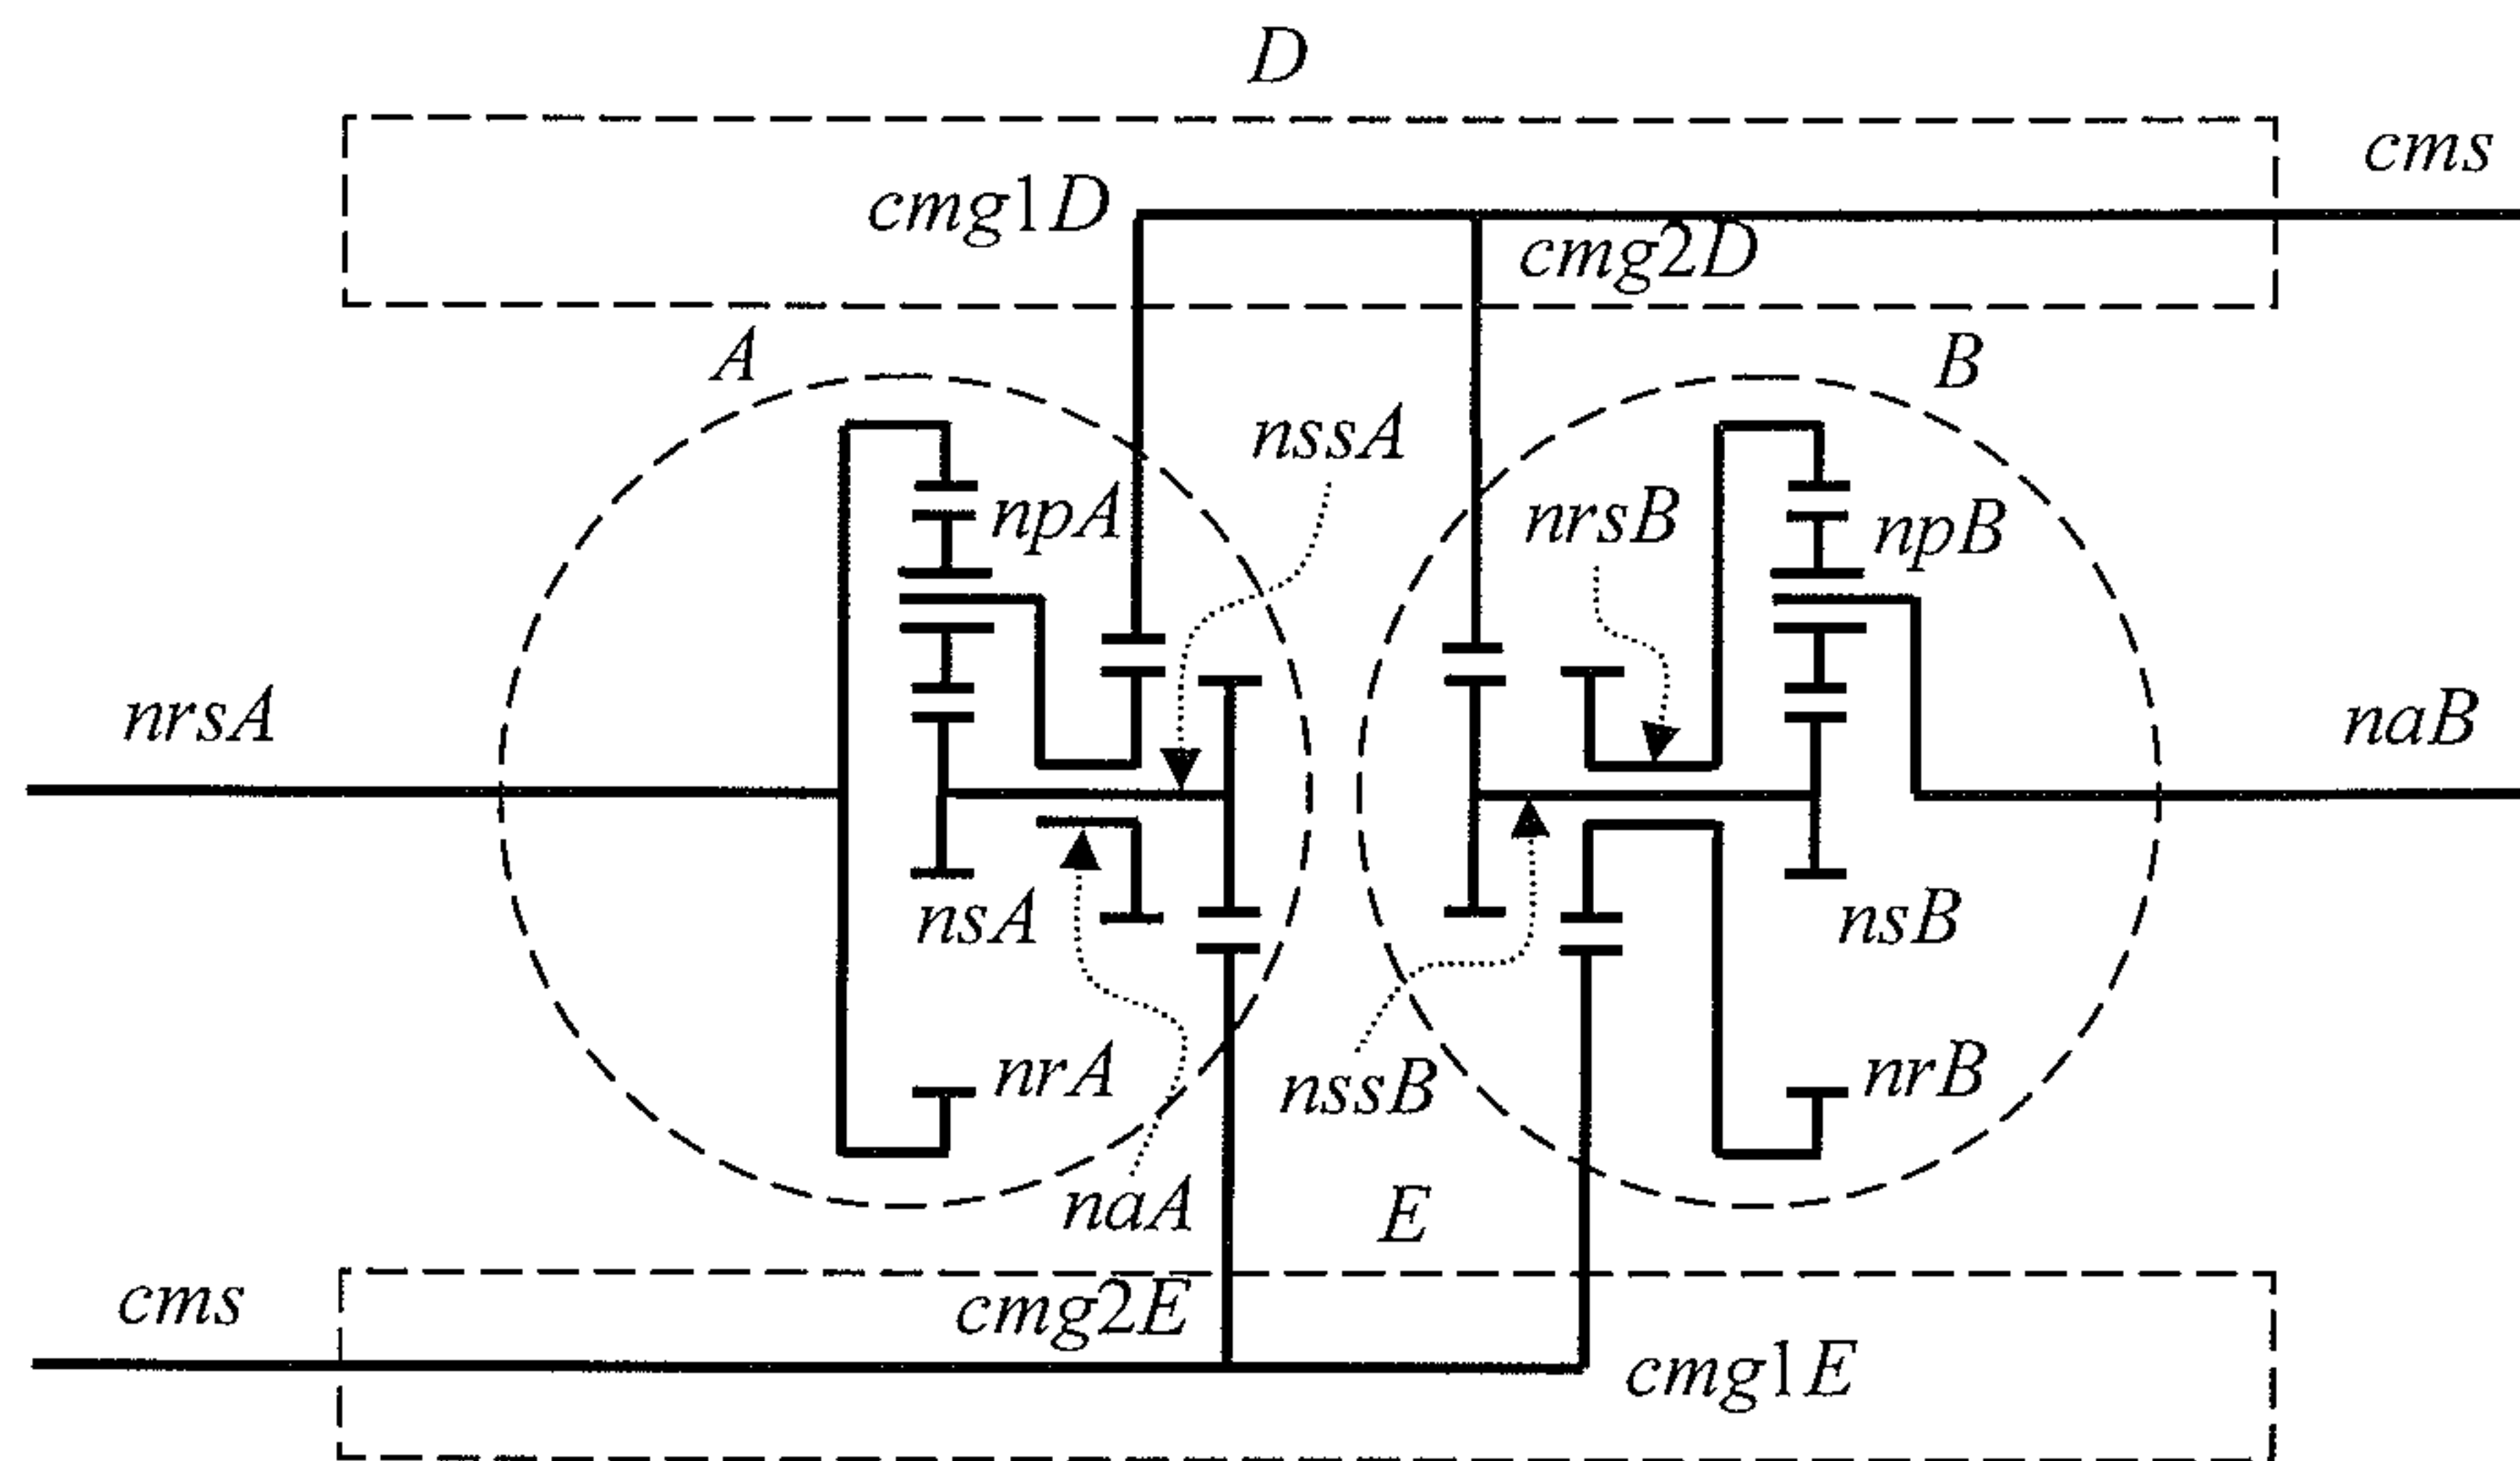 D
cms
cmg1D
cmg2D
A
B
nssA
npA
nrsB
npB
nrsA
naB
nsA
nsB
nrA
nssB
nrB
naA
E
cms
cmg2E
cmg1E